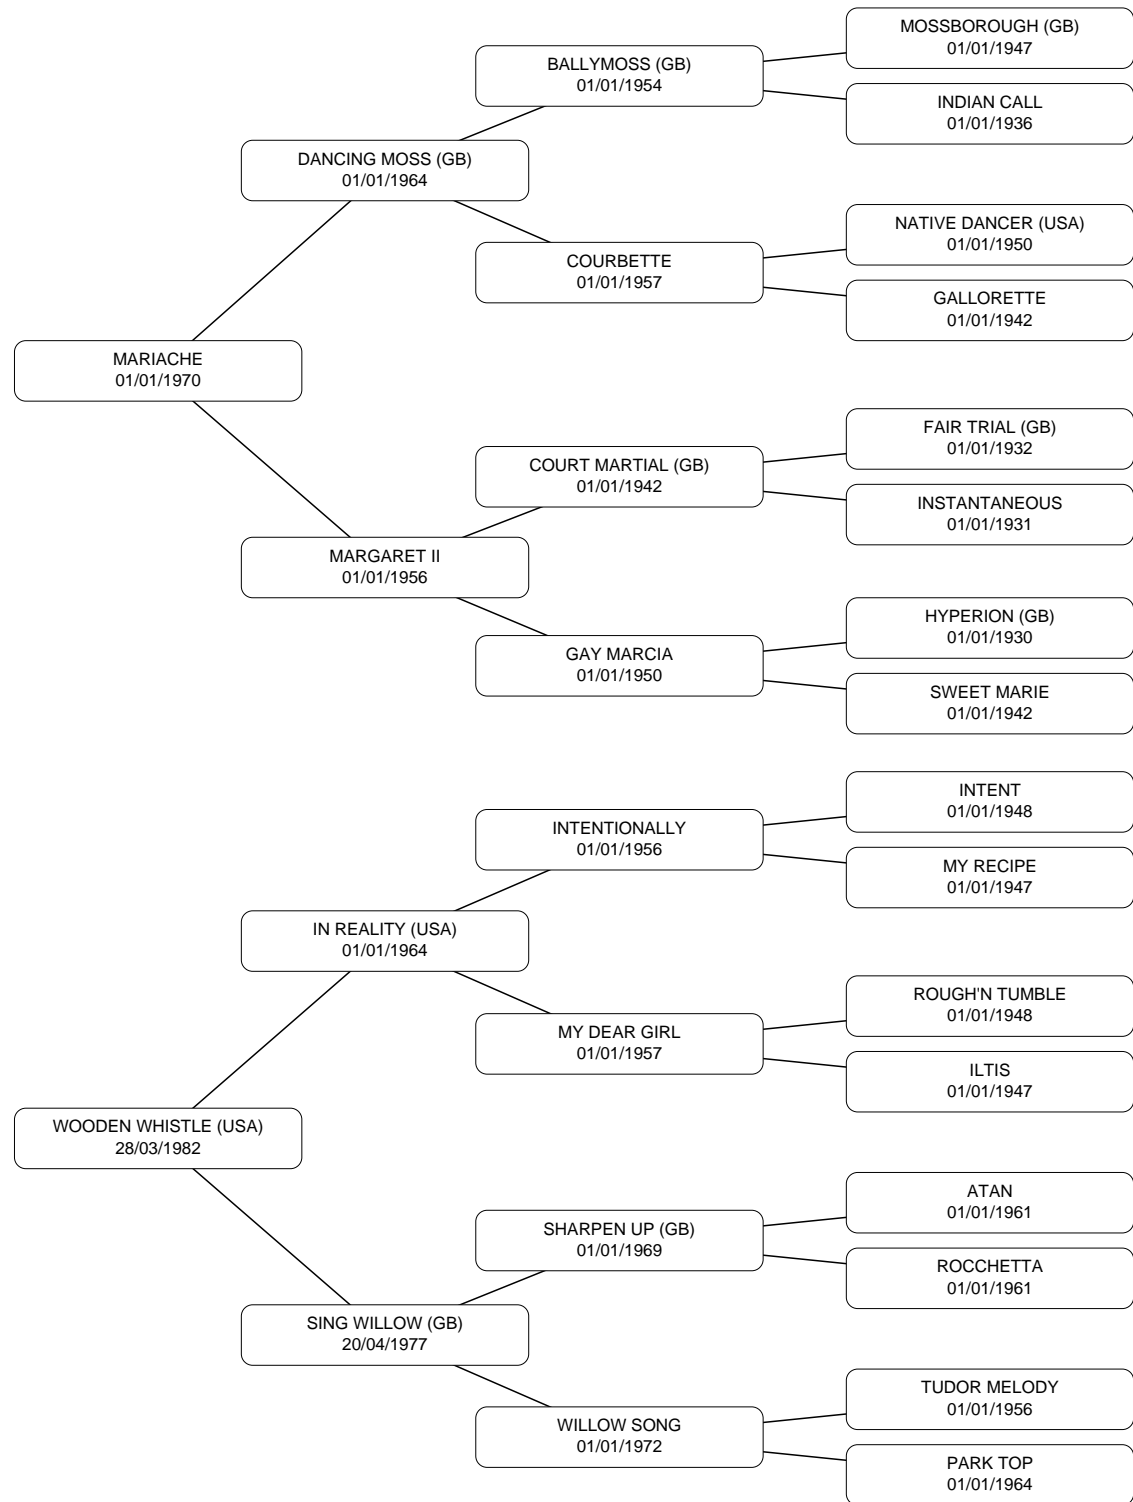 MOSSBOROUGH (GB)
01/01/1947
BALLYMOSS (GB)
01/01/1954
INDIAN CALL
01/01/1936
DANCING MOSS (GB)
01/01/1964
NATIVE DANCER (USA)
01/01/1950
COURBETTE
01/01/1957
GALLORETTE
01/01/1942
MARIACHE
01/01/1970
FAIR TRIAL (GB)
01/01/1932
COURT MARTIAL (GB)
01/01/1942
INSTANTANEOUS
01/01/1931
MARGARET II
01/01/1956
HYPERION (GB)
01/01/1930
GAY MARCIA
01/01/1950
SWEET MARIE
01/01/1942
INTENT
01/01/1948
INTENTIONALLY
01/01/1956
MY RECIPE
01/01/1947
IN REALITY (USA)
01/01/1964
ROUGH'N TUMBLE
01/01/1948
MY DEAR GIRL
01/01/1957
ILTIS
01/01/1947
WOODEN WHISTLE (USA)
28/03/1982
ATAN
01/01/1961
SHARPEN UP (GB)
01/01/1969
ROCCHETTA
01/01/1961
SING WILLOW (GB)
20/04/1977
TUDOR MELODY
01/01/1956
WILLOW SONG
01/01/1972
PARK TOP
01/01/1964